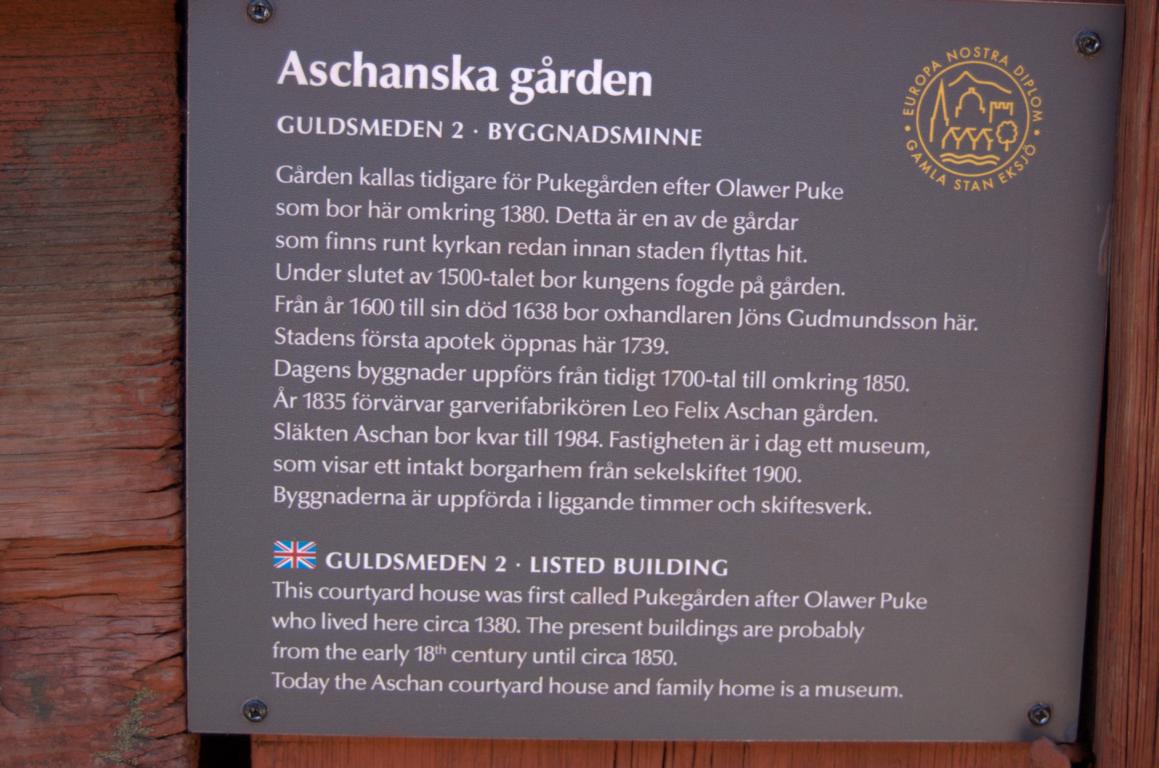 Aschanska gården
GULDSMEDEN 2 · BYGGNADSMINNE
EUROPA NOSTRA DIPLOM
• GAMLA STAN EKSJÖ •
Gården kallas tidigare för Pukegården efter Olawer Puke
som bor här omkring 1380. Detta är en av de gårdar
som finns runt kyrkan redan innan staden flyttas hit.
Under slutet av 1500-talet bor kungens fogde på gården.
Från år 1600 till sin död 1638 bor oxhandlaren Jöns Gudmundsson här.
Stadens första apotek öppnas här 1739.
Dagens byggnader uppförs från tidigt 1700-tal till omkring 1850.
År 1835 förvärvar garverifabrikören Leo Felix Aschan gården.
Släkten Aschan bor kvar till 1984. Fastigheten är i dag ett museum,
som visar ett intakt borgarhem från sekelskiftet 1900.
Byggnaderna är uppförda i liggande timmer och skiftesverk.
GULDSMEDEN 2 · LISTED BUILDING
This courtyard house was first called Pukegården after Olawer Puke
who lived here circa 1380. The present buildings are probably
from the early 18th century until circa 1850.
Today the Aschan courtyard house and family home is a museum.